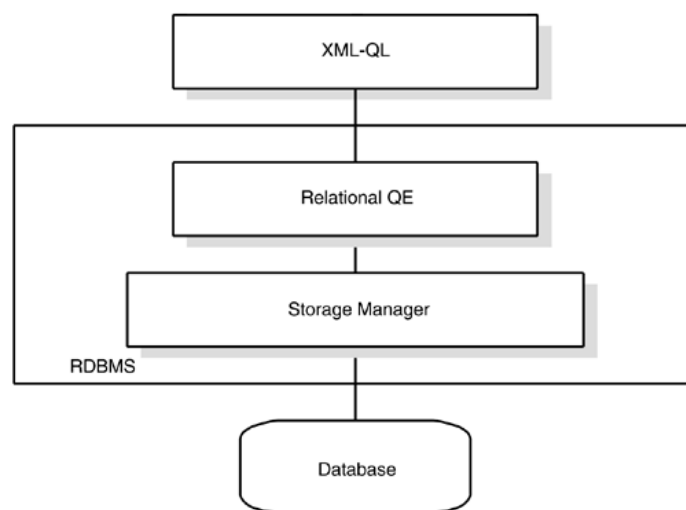 XML-QL
Relational QE
Storage Manager
RDBMS
Database